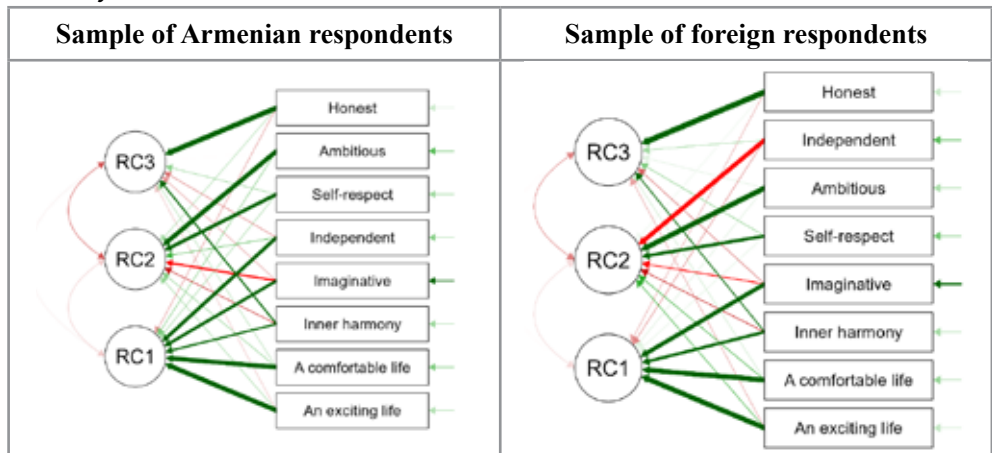 Sample of Armenian respondents
Sample of foreign respondents
RC3
RC2
RC1
Honest
Ambitious
Self-respect
Independent
Imaginative
Inner harmony
A comfortable life
An exciting life
RC3
RC2
RC1
Honest
Independent
Ambitious
Self-respect
Imaginative
Inner harmony
A comfortable life
An exciting life